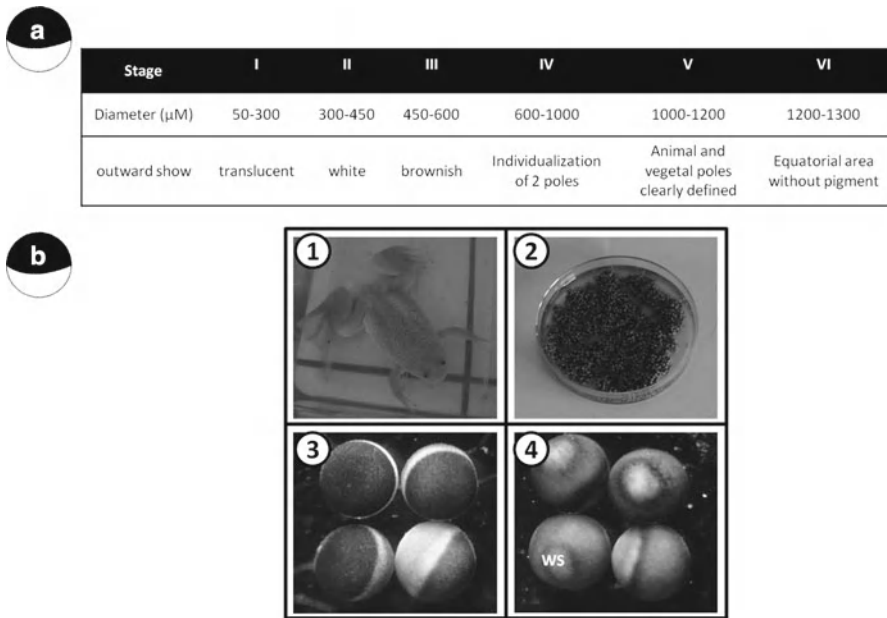 a
Stage I II III IV V VI
Diameter (μM) 50-300 300-450 450-600 600-1000 1000-1200 1200-1300
outward show translucent white brownish Individualization of 2 poles Animal and vegetal poles clearly defined Equatorial area without pigment
b
1 2
3 4
WS